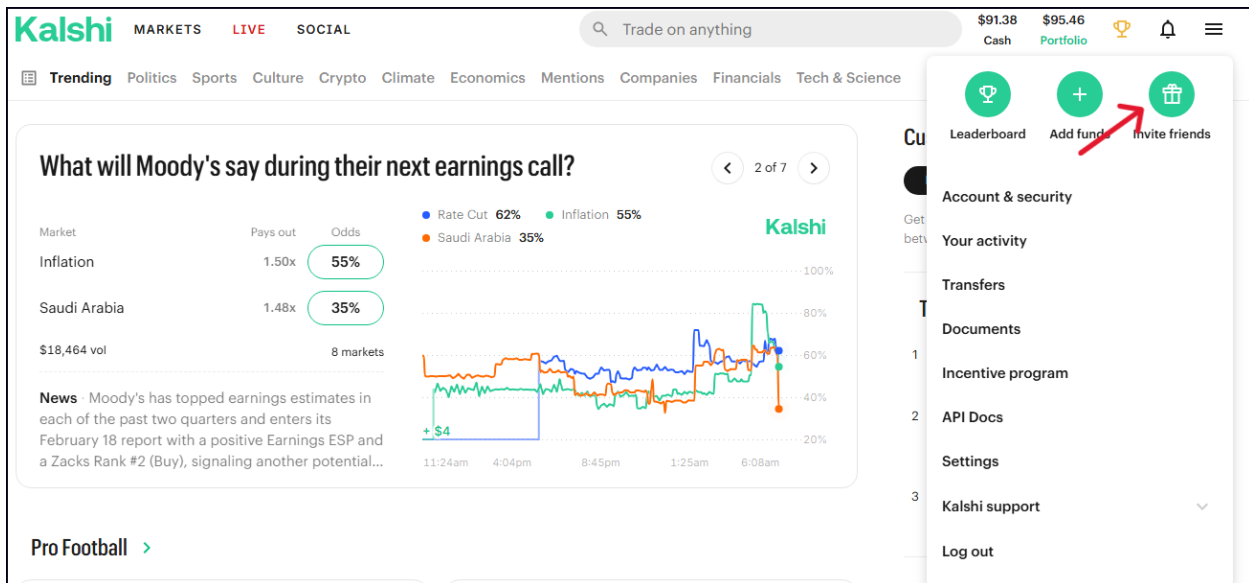 Kalshi MARKETS LIVE SOCIAL Trade on anything $91.38 Cash $95.46 Portfolio
Trending Politics Sports Culture Crypto Climate Economics Mentions Companies Financials Tech & Science
Leaderboard Add funds Invite friends
What will Moody's say during their next earnings call?
2 of 7
Market Pays out Odds
Inflation 1.50x 55%
Saudi Arabia 1.48x 35%
$18,464 vol 8 markets
News · Moody's has topped earnings estimates in
each of the past two quarters and enters its
February 18 report with a positive Earnings ESP and
a Zacks Rank #2 (Buy), signaling another potential...
Rate Cut 62% Inflation 55%
Saudi Arabia 35%
Kalshi
100%
80%
60%
40%
20%
+ $4
11:24am 4:04pm 8:45pm 1:25am 6:08am
Cu
Get
betw
T
1
2
3
Account & security
Your activity
Transfers
Documents
Incentive program
API Docs
Settings
Kalshi support
Log out
Pro Football